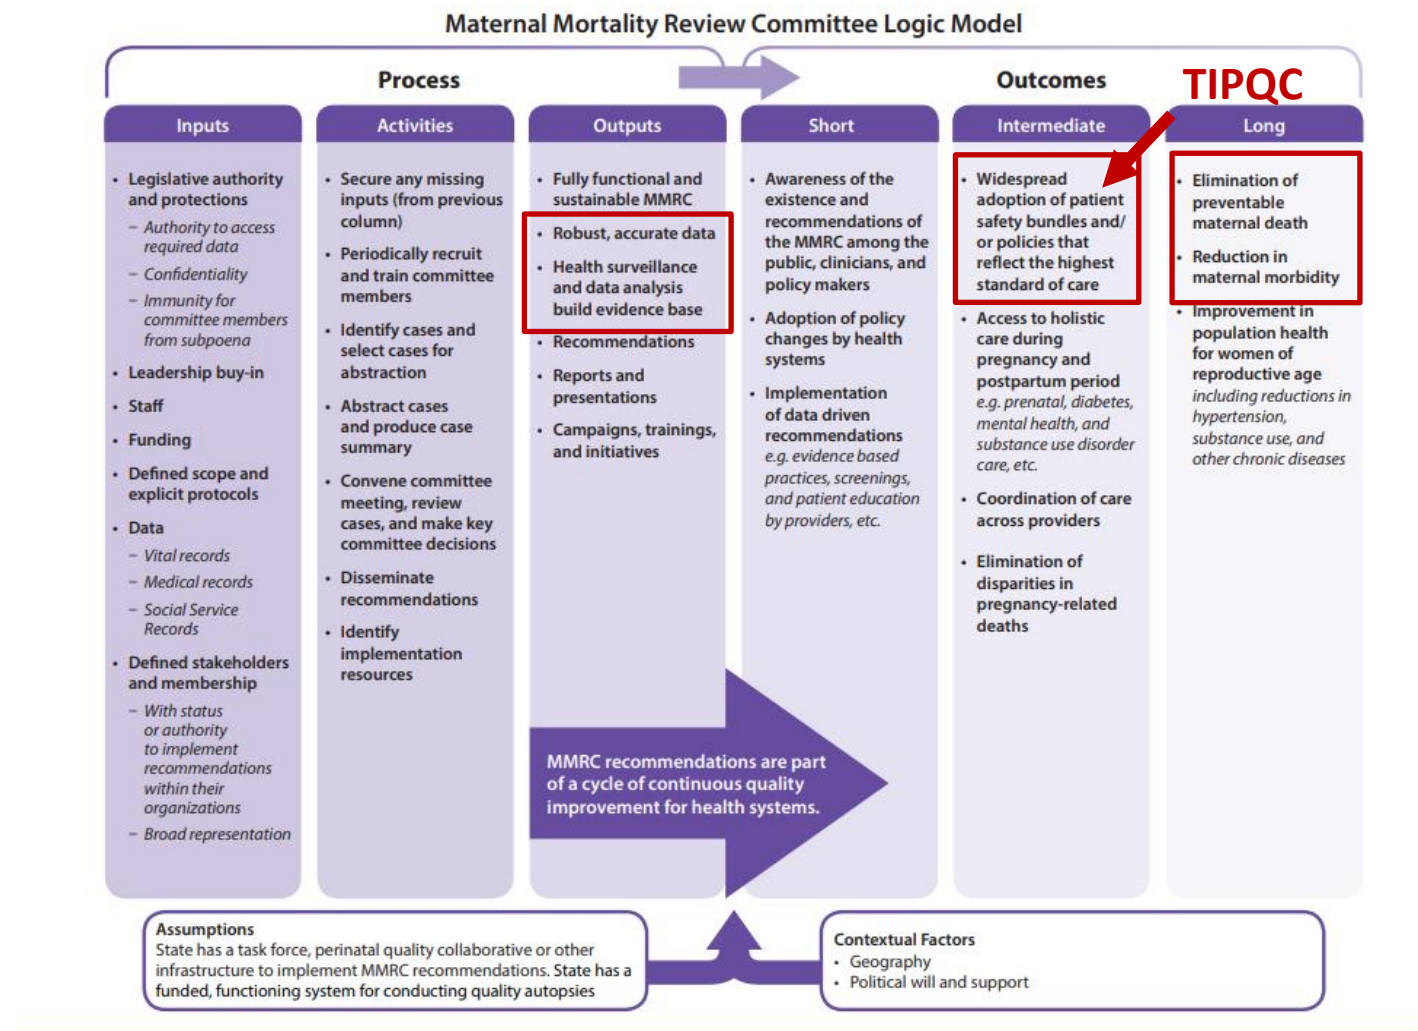 Maternal Mortality Review Committee Logic Model
Process
Outcomes
TIPQC
Inputs
• Legislative authority
and protections
– Authority to access
required data
– Confidentiality
– Immunity for
committee members
from subpoena
• Leadership buy-in
• Staff
• Funding
• Defined scope and
explicit protocols
• Data
– Vital records
– Medical records
– Social Service
Records
• Defined stakeholders
and membership
– With status
or authority
to implement
recommendations
within their
organizations
– Broad representation
Activities
• Secure any missing
inputs (from previous
column)
• Periodically recruit
and train committee
members
• Identify cases and
select cases for
abstraction
• Abstract cases
and produce case
summary
• Convene committee
meeting, review
cases, and make key
committee decisions
• Disseminate
recommendations
• Identify
implementation
resources
Outputs
• Fully functional and
sustainable MMRC
• Robust, accurate data
• Health surveillance
and data analysis
build evidence base
• Recommendations
• Reports and
presentations
• Campaigns, trainings,
and initiatives
Short
• Awareness of the
existence and
recommendations of
the MMRC among the
public, clinicians, and
policy makers
• Adoption of policy
changes by health
systems
• Implementation
of data driven
recommendations
e.g. evidence based
practices, screenings,
and patient education
by providers, etc.
Intermediate
• Widespread
adoption of patient
safety bundles and/
or policies that
reflect the highest
standard of care
• Access to holistic
care during
pregnancy and
postpartum period
e.g. prenatal, diabetes,
mental health, and
substance use disorder
care, etc.
• Coordination of care
across providers
• Elimination of
disparities in
pregnancy-related
deaths
Long
• Elimination of
preventable
maternal death
• Reduction in
maternal morbidity
• Improvement in
population health
for women of
reproductive age
including reductions in
hypertension,
substance use, and
other chronic diseases
MMRC recommendations are part
of a cycle of continuous quality
improvement for health systems.
Assumptions
State has a task force, perinatal quality collaborative or other
infrastructure to implement MMRC recommendations. State has a
funded, functioning system for conducting quality autopsies
Contextual Factors
• Geography
• Political will and support